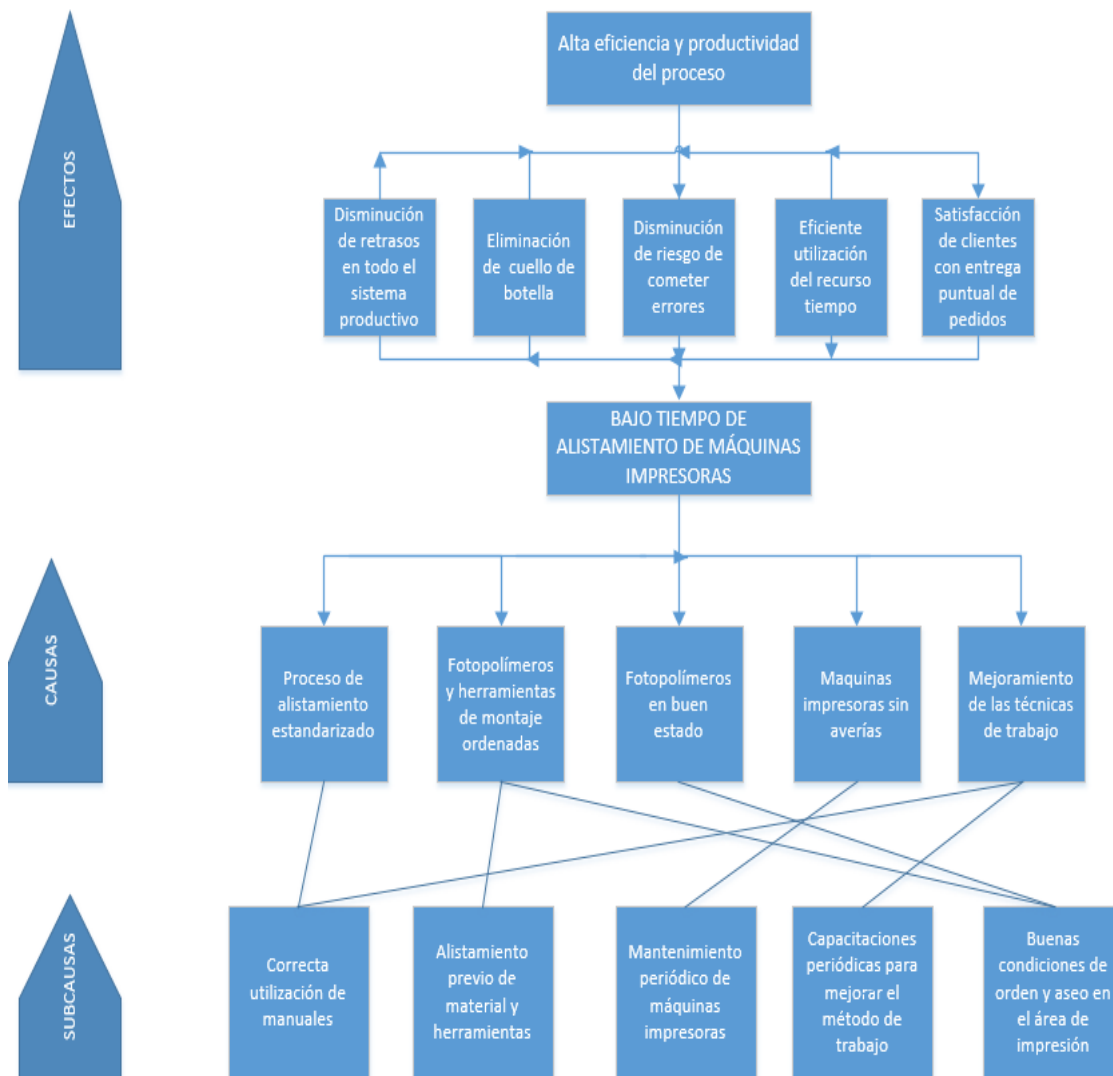 Alta eficiencia y productividad
del proceso
EFECTOS
Disminución
de retrasos
en todo el
sistema
productivo
Eliminación
de cuello de
botella
Disminución
de riesgo de
cometer
errores
Eficiente
utilización
del recurso
tiempo
Satisfacción
de clientes
con entrega
puntual de
pedidos
BAJO TIEMPO DE
ALISTAMIENTO DE MÁQUINAS
IMPRESORAS
CAUSAS
Proceso de
alistamiento
estandarizado
Fotopolímeros
y herramientas
de montaje
ordenadas
Fotopolímeros
en buen
estado
Maquinas
impresoras sin
averías
Mejoramiento
de las técnicas
de trabajo
SUBCAUSAS
Correcta
utilización de
manuales
Alistamiento
previo de
material y
herramientas
Mantenimiento
periódico de
máquinas
impresoras
Capacitaciones
periódicas para
mejorar el
método de
trabajo
Buenas
condiciones de
orden y aseo en
el área de
impresión